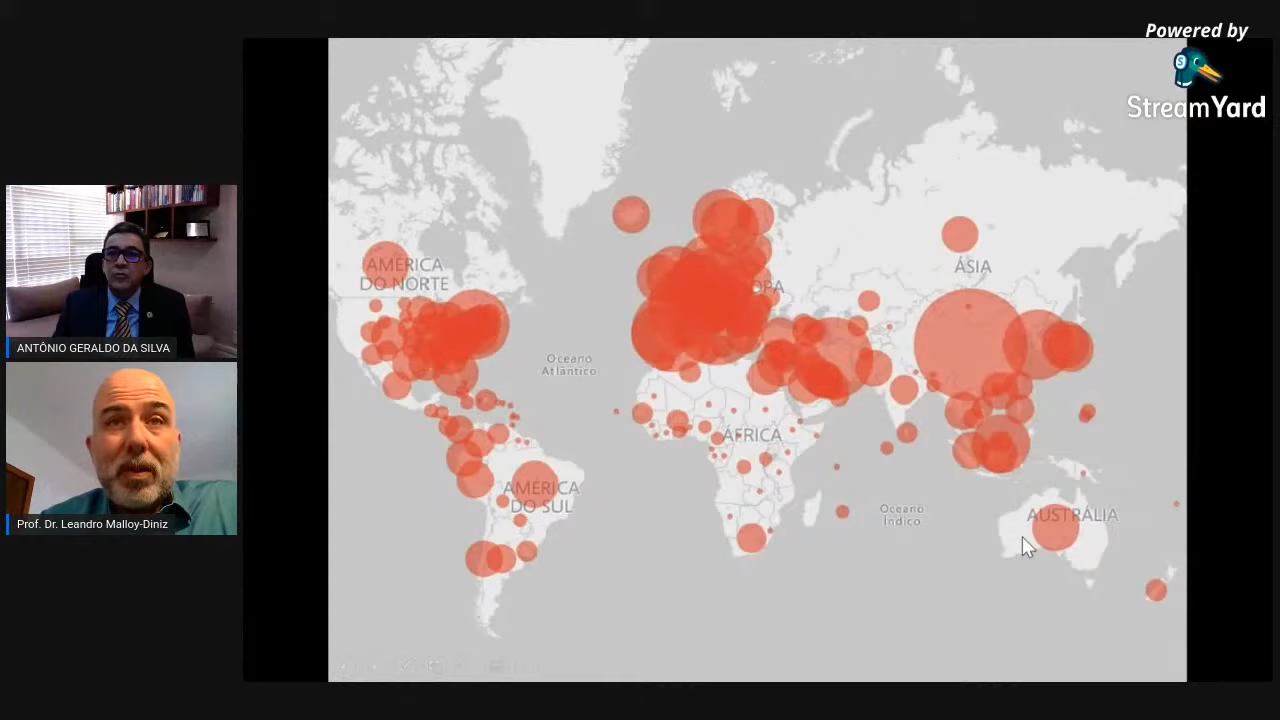 Powered by
StreamYard
AMÉRICA
DO NORTE
OPA
ÁSIA
Oceano
Atlântico
ÁFRICA
AMÉRICA
DO SUL
Oceano
Índico
AUSTRÁLIA
ANTÔNIO GERALDO DA SILVA
Prof. Dr. Leandro Malloy-Diniz